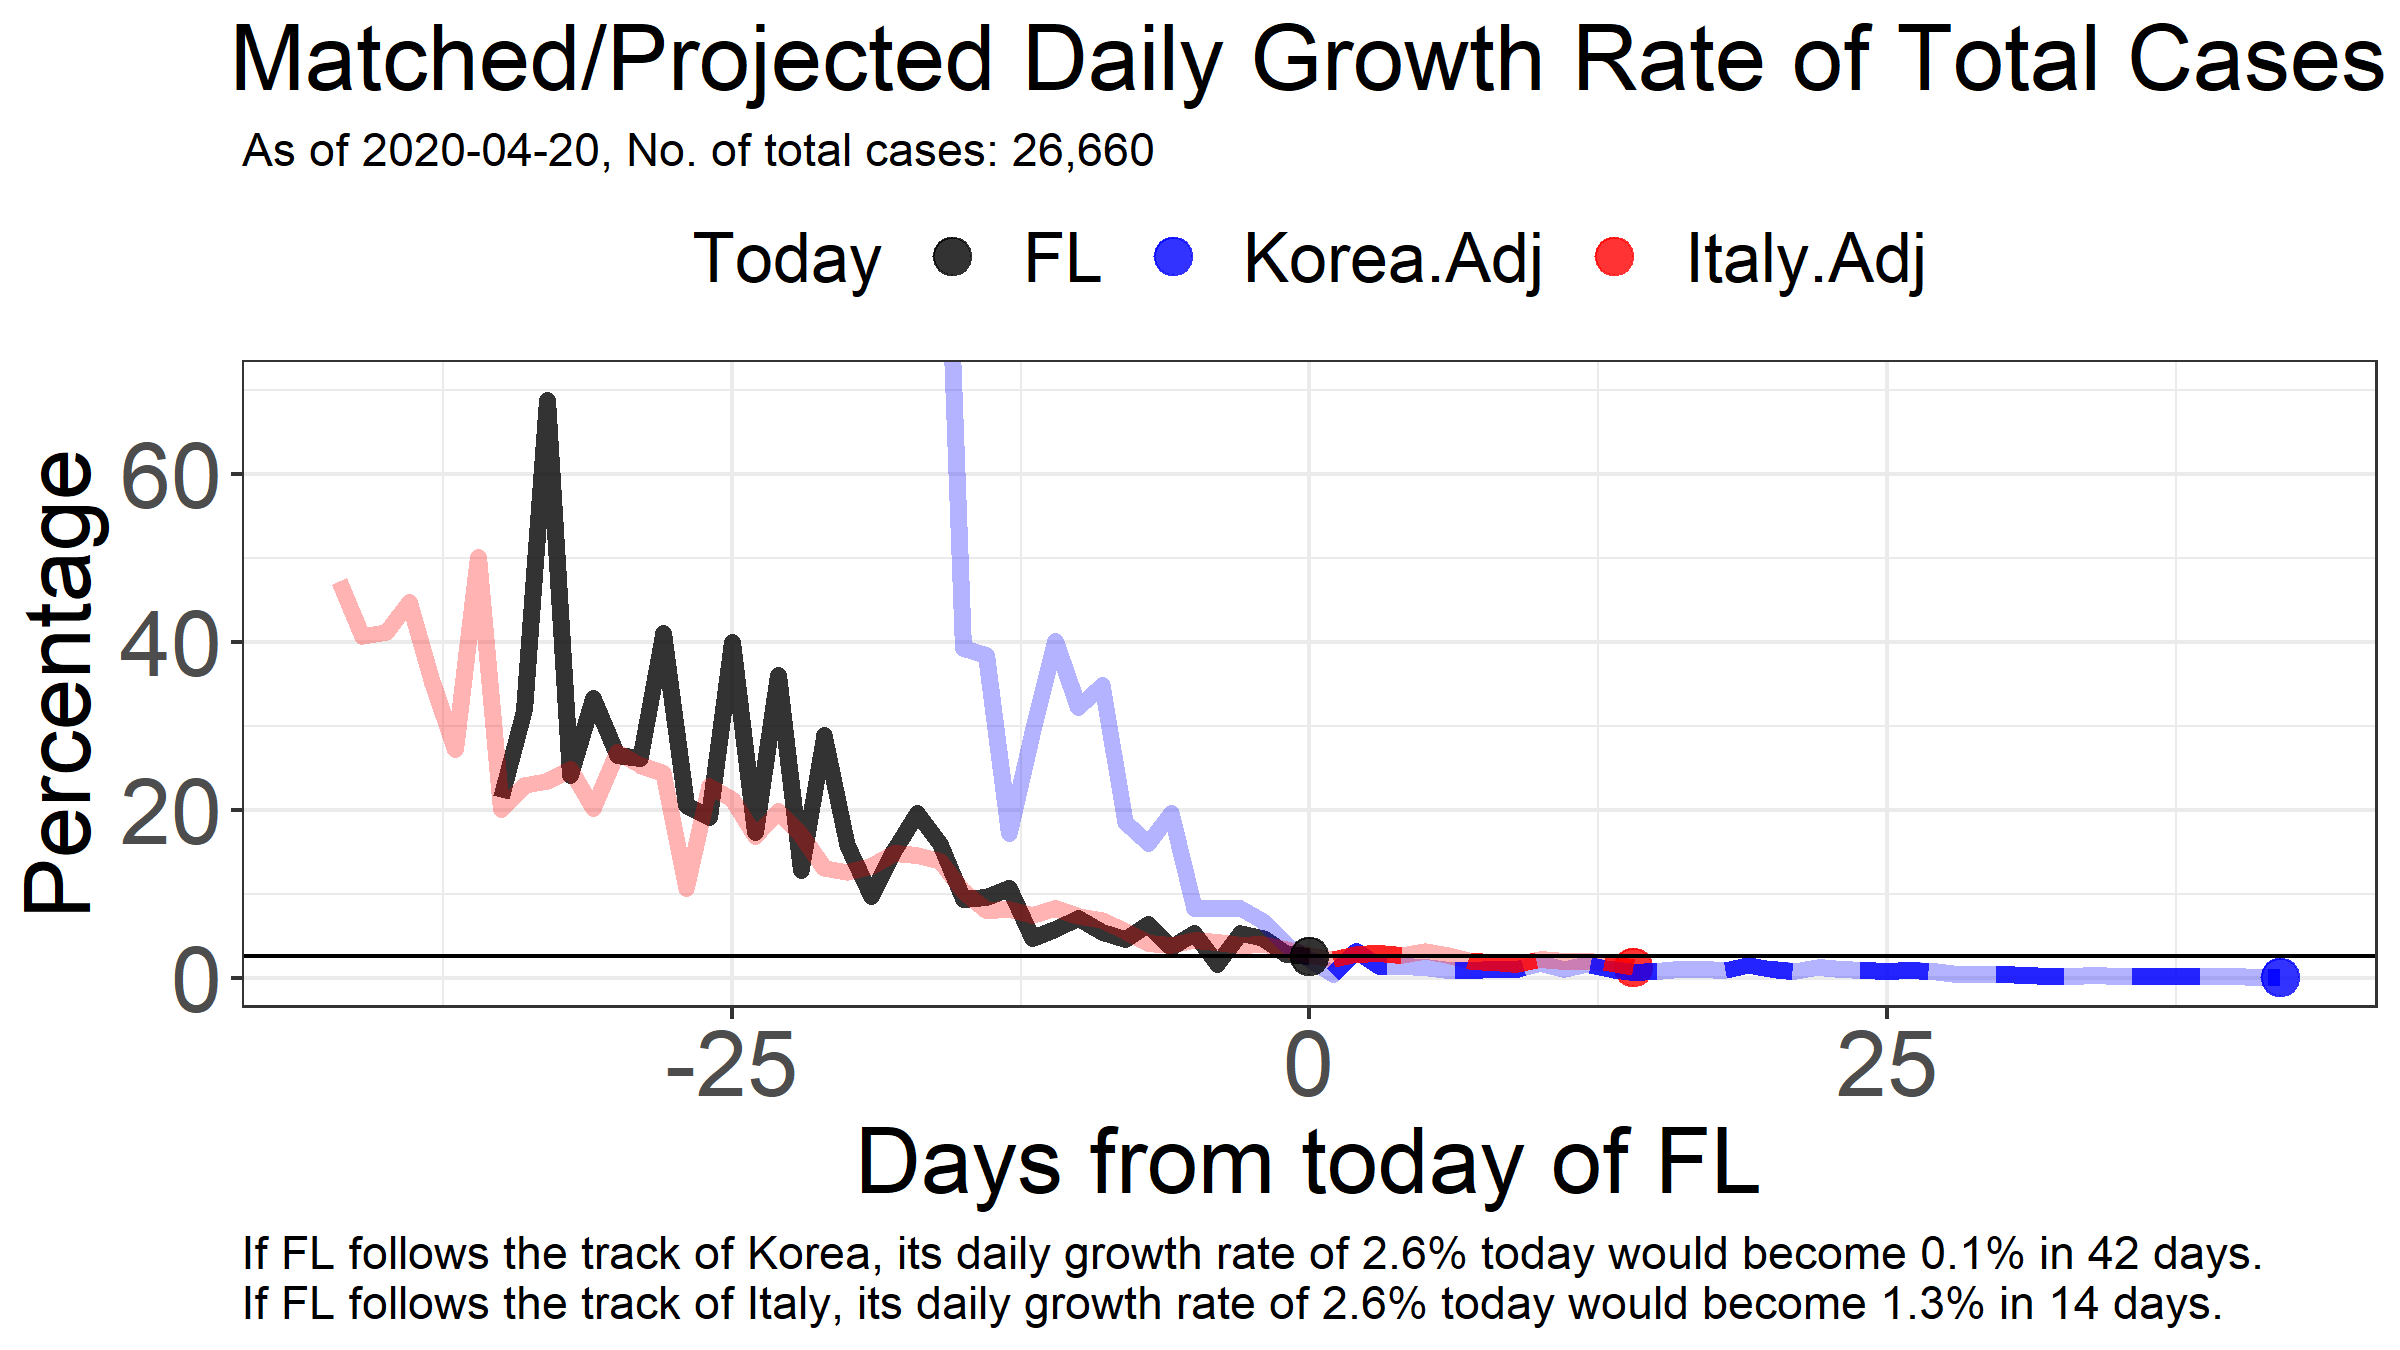 Matched/Projected Daily Growth Rate of Total Cases
As of 2020-04-20, No. of total cases: 26,660
Today FL Korea.Adj Italy.Adj
Percentage
60
40
20
0
-25 0 25
Days from today of FL
If FL follows the track of Korea, its daily growth rate of 2.6% today would become 0.1% in 42 days.
If FL follows the track of Italy, its daily growth rate of 2.6% today would become 1.3% in 14 days.